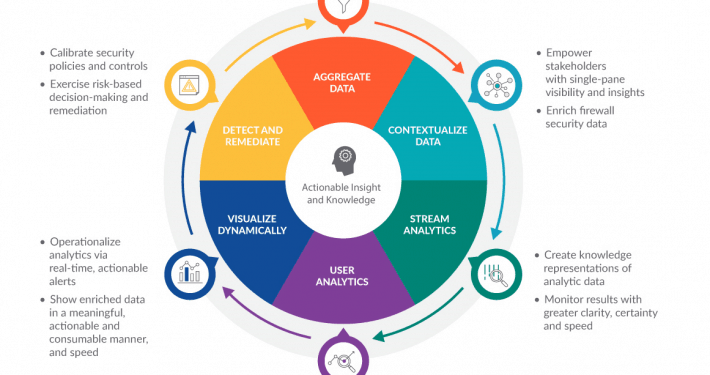 • Calibrate security
policies and controls
• Exercise risk-based
decision-making and
remediation
• Empower
stakeholders
with single-pane
visibility and insights
• Enrich firewall
security data
AGGREGATE
DATA
DETECT AND
REMEDIATE
CONTEXTUALIZE
DATA
Actionable Insight
and Knowledge
VISUALIZE
DYNAMICALLY
STREAM
ANALYTICS
USER
ANALYTICS
• Operationalize
analytics via
real-time, actionable
alerts
• Show enriched data
in a meaningful,
actionable and
consumable manner,
and speed
• Create knowledge
representations of
analytic data
• Monitor results with
greater clarity, certainty
and speed